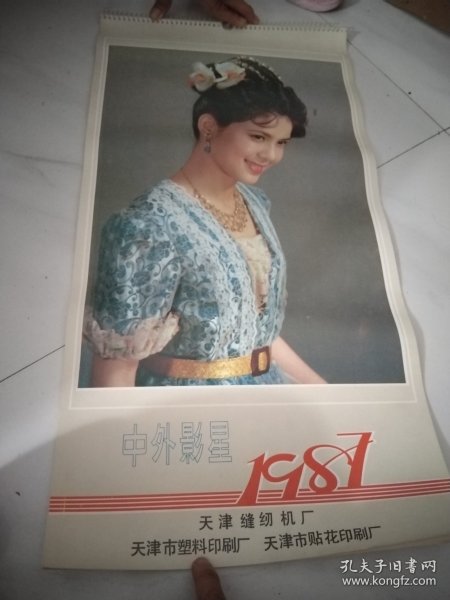 中外影星
1987
天津缝纫机厂
天津市塑料印刷厂 天津市贴花印刷厂
孔夫子旧书网
www.kongfz.com